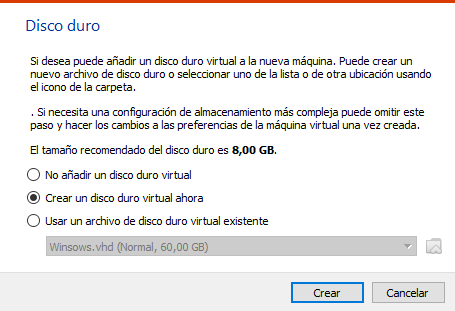 Disco duro
Si desea puede añadir un disco duro virtual a la nueva máquina. Puede crear un
nuevo archivo de disco duro o seleccionar uno de la lista o de otra ubicación usando
el icono de la carpeta.
. Si necesita una configuración de almacenamiento más compleja puede omitir este
paso y hacer los cambios a las preferencias de la máquina virtual una vez creada.
El tamaño recomendado del disco duro es 8,00 GB.
No añadir un disco duro virtual
Crear un disco duro virtual ahora
Usar un archivo de disco duro virtual existente
Winsows.vhd (Normal, 60,00 GB)
Crear
Cancelar